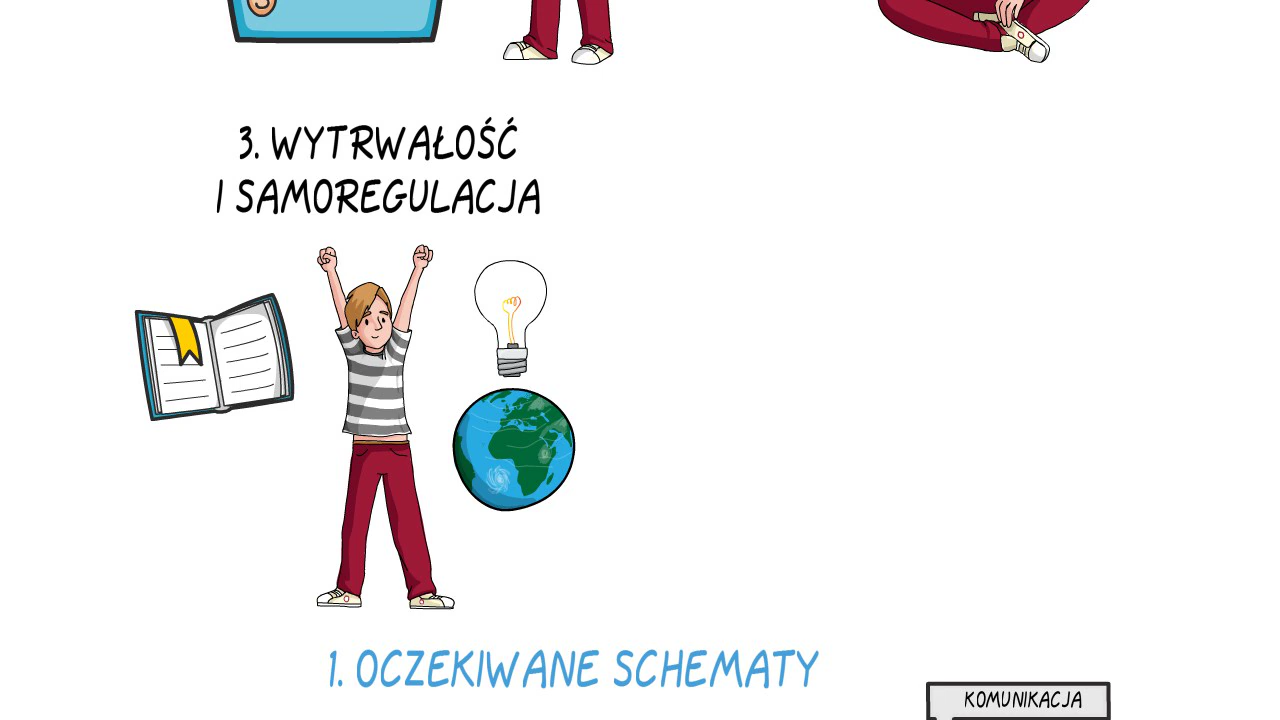 3. WYTRWAŁOŚĆ
I SAMOREGULACJA
1. OCZEKIWANE SCHEMATY
KOMUNIKACJA